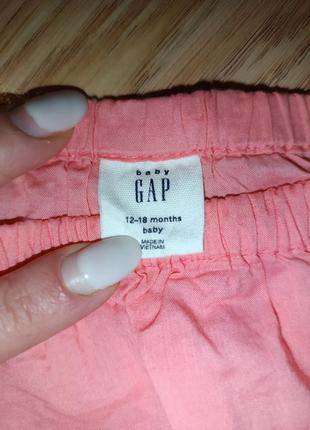 baby
GAP
12-18 months
baby
MADE IN
VIETNAM